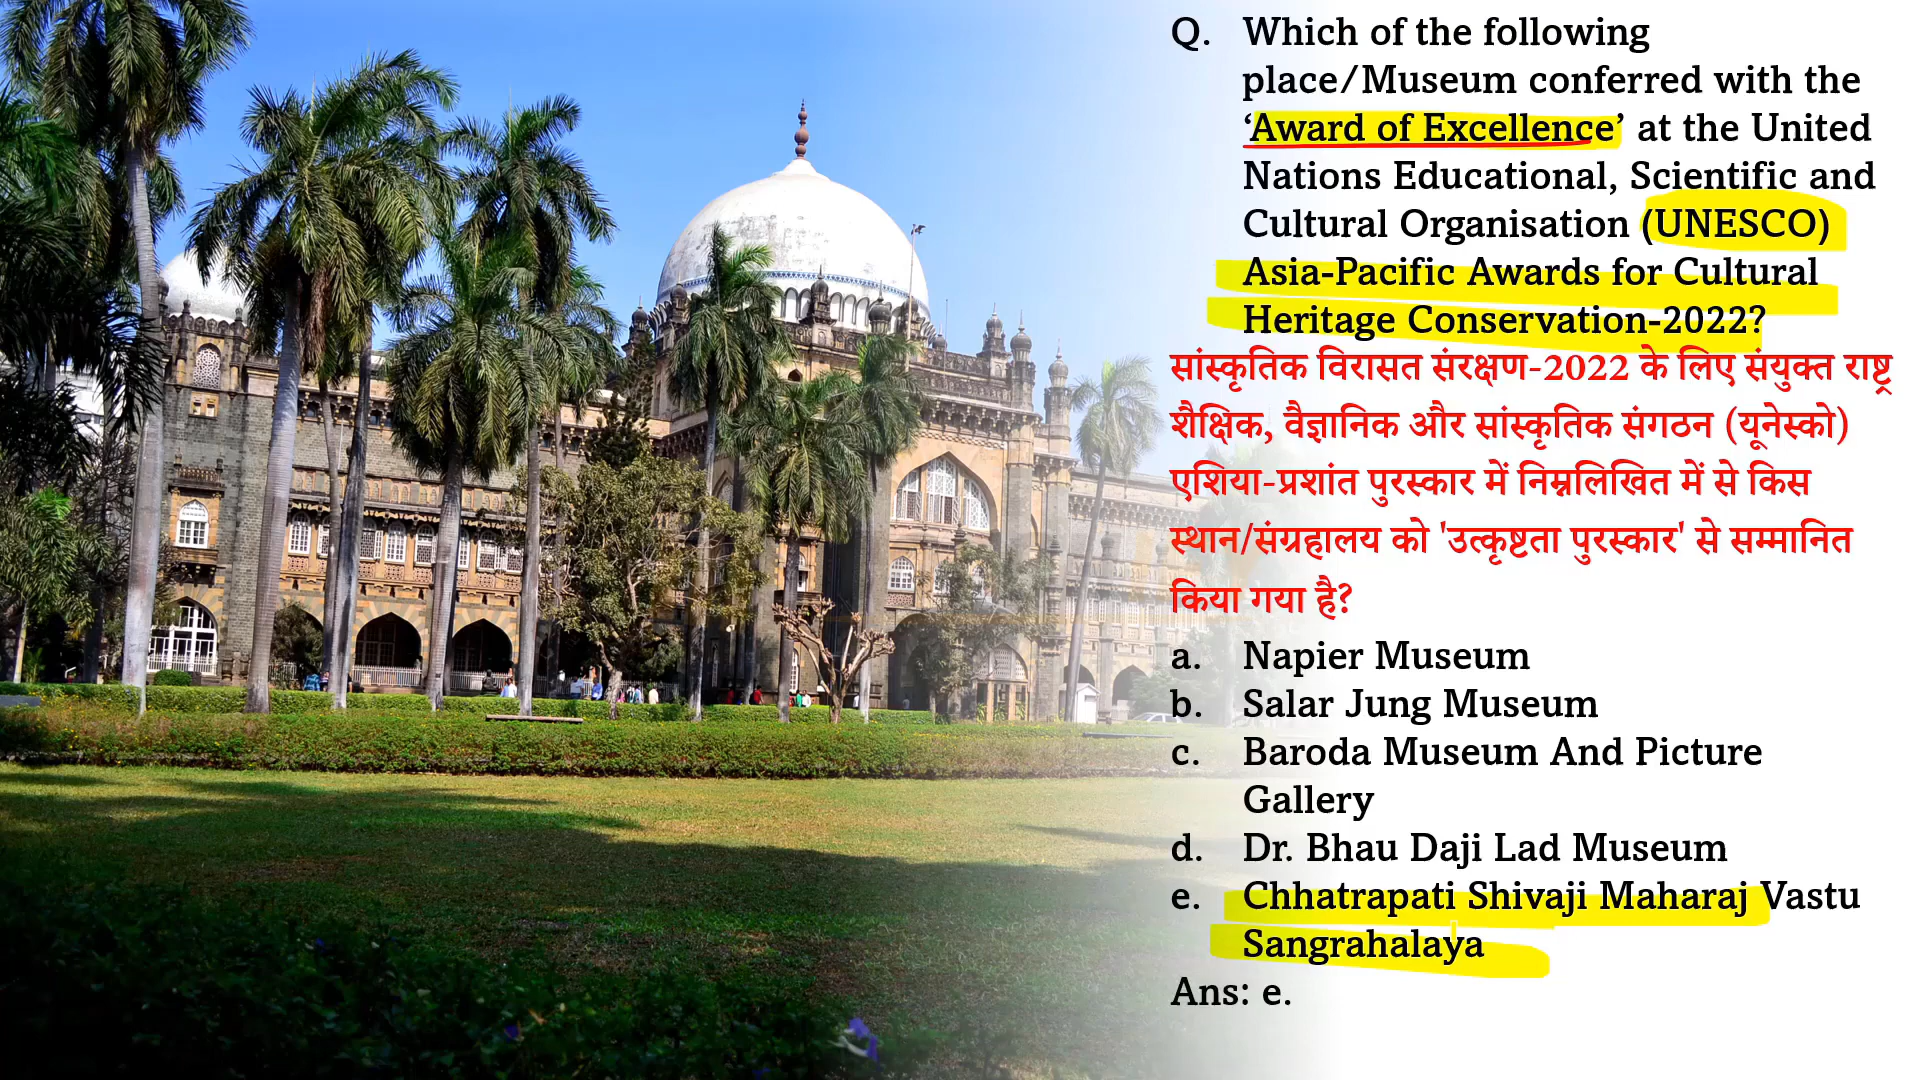 Q. Which of the following
place/Museum conferred with the
‘Award of Excellence’ at the United
Nations Educational, Scientific and
Cultural Organisation (UNESCO)
Asia-Pacific Awards for Cultural
Heritage Conservation-2022?
सांस्कृतिक विरासत संरक्षण-2022 के लिए संयुक्त राष्ट्र
शैक्षिक, वैज्ञानिक और सांस्कृतिक संगठन (यूनेस्को)
एशिया-प्रशांत पुरस्कार में निम्नलिखित में से किस
स्थान/संग्रहालय को 'उत्कृष्टता पुरस्कार' से सम्मानित
किया गया है?
a. Napier Museum
b. Salar Jung Museum
c. Baroda Museum And Picture
Gallery
d. Dr. Bhau Daji Lad Museum
e. Chhatrapati Shivaji Maharaj Vastu
Sangrahalaya
Ans: e.